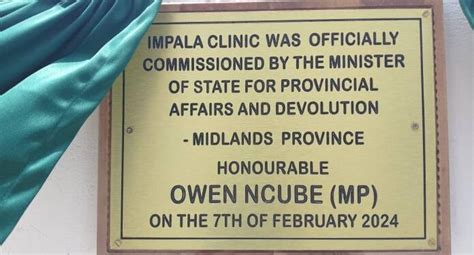 IMPALA CLINIC WAS OFFICIALLY
COMMISSIONED BY THE MINISTER
OF STATE FOR PROVINCIAL
AFFAIRS AND DEVOLUTION
- MIDLANDS PROVINCE
HONOURABLE
OWEN NCUBE (MP)
ON THE 7TH OF FEBRUARY 2024